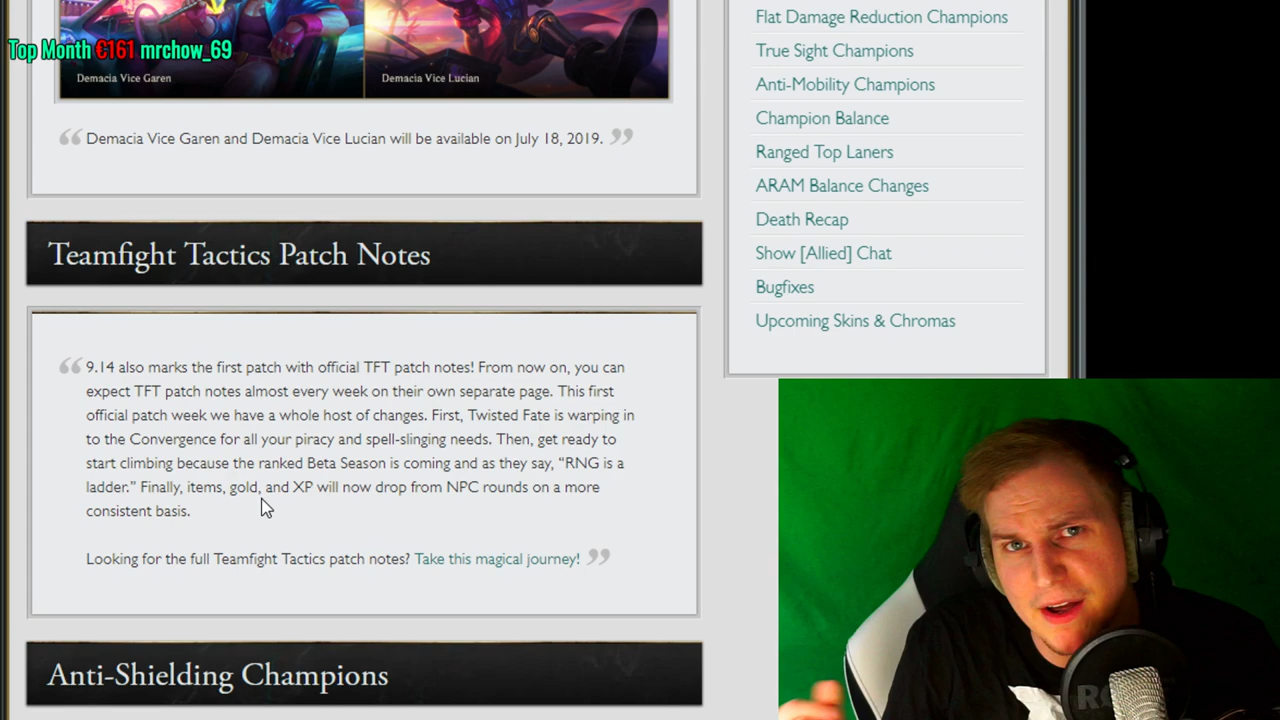 Top Month €161 mrchow_69
Demacia Vice Garen
Demacia Vice Lucian
“ Demacia Vice Garen and Demacia Vice Lucian will be available on July 18, 2019. ”
Teamfight Tactics Patch Notes
“ 9.14 also marks the first patch with official TFT patch notes! From now on, you can
expect TFT patch notes almost every week on their own separate page. This first
official patch week we have a whole host of changes. First, Twisted Fate is warping in
to the Convergence for all your piracy and spell-slinging needs. Then, get ready to
start climbing because the ranked Beta Season is coming and as they say, “RNG is a
ladder.” Finally, items, gold, and XP will now drop from NPC rounds on a more
consistent basis.
Looking for the full Teamfight Tactics patch notes? Take this magical journey! ”
Anti-Shielding Champions
Flat Damage Reduction Champions
True Sight Champions
Anti-Mobility Champions
Champion Balance
Ranged Top Laners
ARAM Balance Changes
Death Recap
Show [Allied] Chat
Bugfixes
Upcoming Skins & Chromas